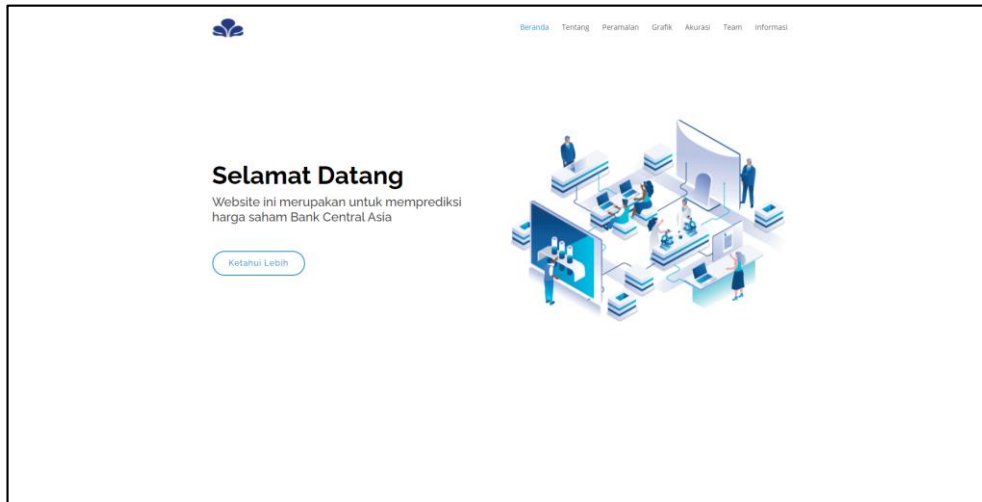 Beranda Tentang Peramalan Grafik Akurasi Team Informasi
Selamat Datang
Website ini merupakan untuk memprediksi
harga saham Bank Central Asia
Ketahui Lebih